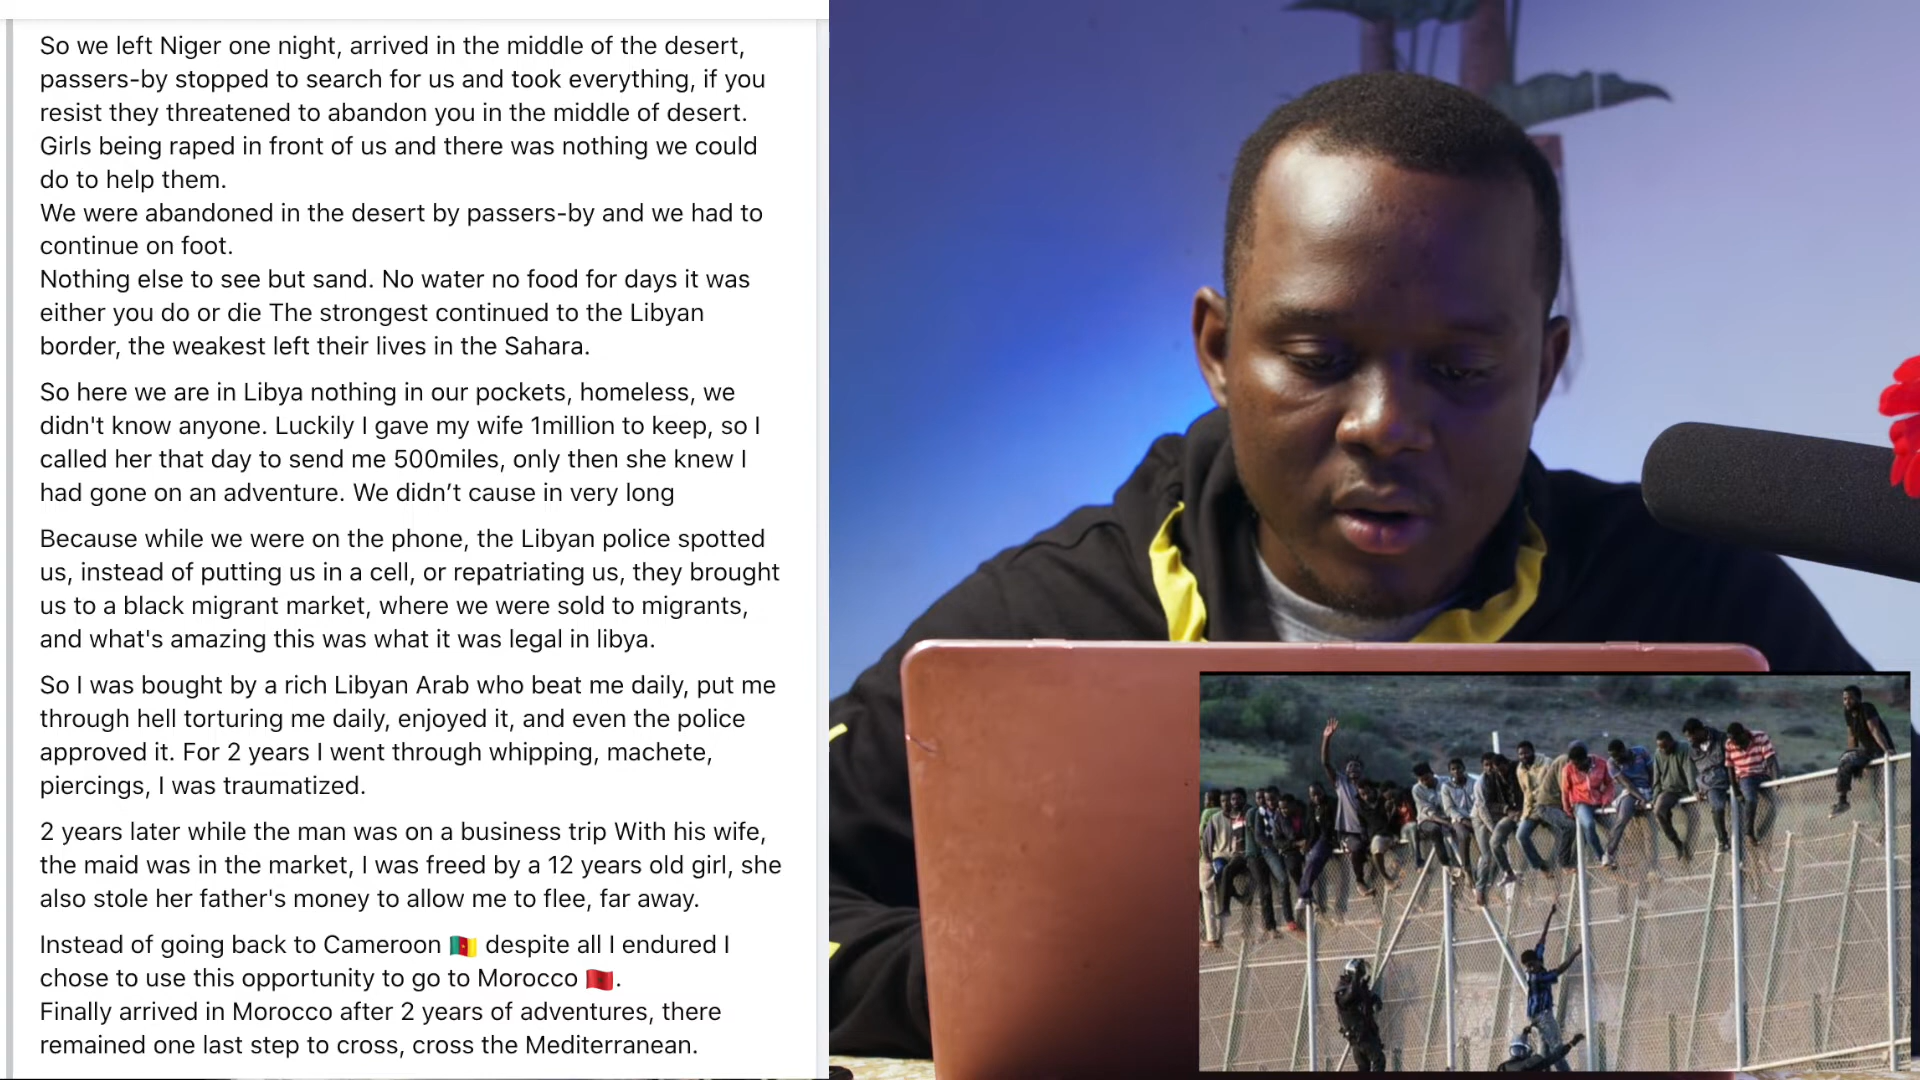 So we left Niger one night, arrived in the middle of the desert,
passers-by stopped to search for us and took everything, if you
resist they threatened to abandon you in the middle of desert.
Girls being raped in front of us and there was nothing we could
do to help them.
We were abandoned in the desert by passers-by and we had to
continue on foot.
Nothing else to see but sand. No water no food for days it was
either you do or die The strongest continued to the Libyan
border, the weakest left their lives in the Sahara.
So here we are in Libya nothing in our pockets, homeless, we
didn't know anyone. Luckily I gave my wife 1million to keep, so I
called her that day to send me 500miles, only then she knew I
had gone on an adventure. We didn’t cause in very long
Because while we were on the phone, the Libyan police spotted
us, instead of putting us in a cell, or repatriating us, they brought
us to a black migrant market, where we were sold to migrants,
and what's amazing this was what it was legal in libya.
So I was bought by a rich Libyan Arab who beat me daily, put me
through hell torturing me daily, enjoyed it, and even the police
approved it. For 2 years I went through whipping, machete,
piercings, I was traumatized.
2 years later while the man was on a business trip With his wife,
the maid was in the market, I was freed by a 12 years old girl, she
also stole her father's money to allow me to flee, far away.
Instead of going back to Cameroon 🇨🇲 despite all I endured I
chose to use this opportunity to go to Morocco 🇲🇦.
Finally arrived in Morocco after 2 years of adventures, there
remained one last step to cross, cross the Mediterranean.